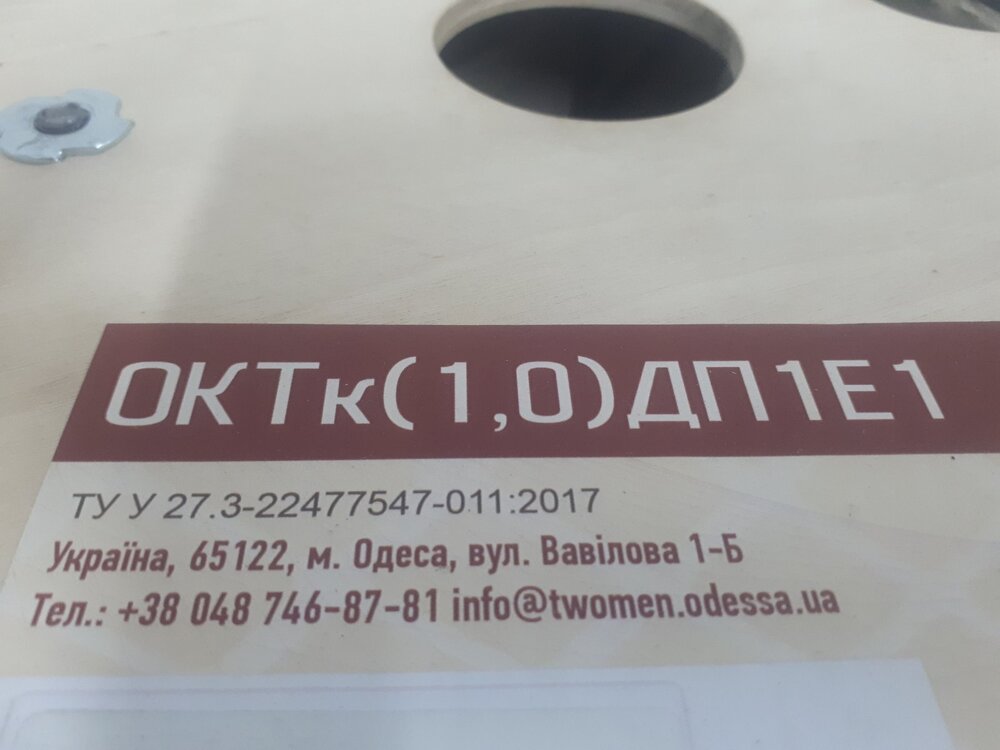 ОКТк(1,0)ДП1Е1
ТУ У 27.3-22477547-011:2017
Україна, 65122, м. Одеса, вул. Вавілова 1-Б
Тел.: +38 048 746-87-81 info@twomen.odessa.ua